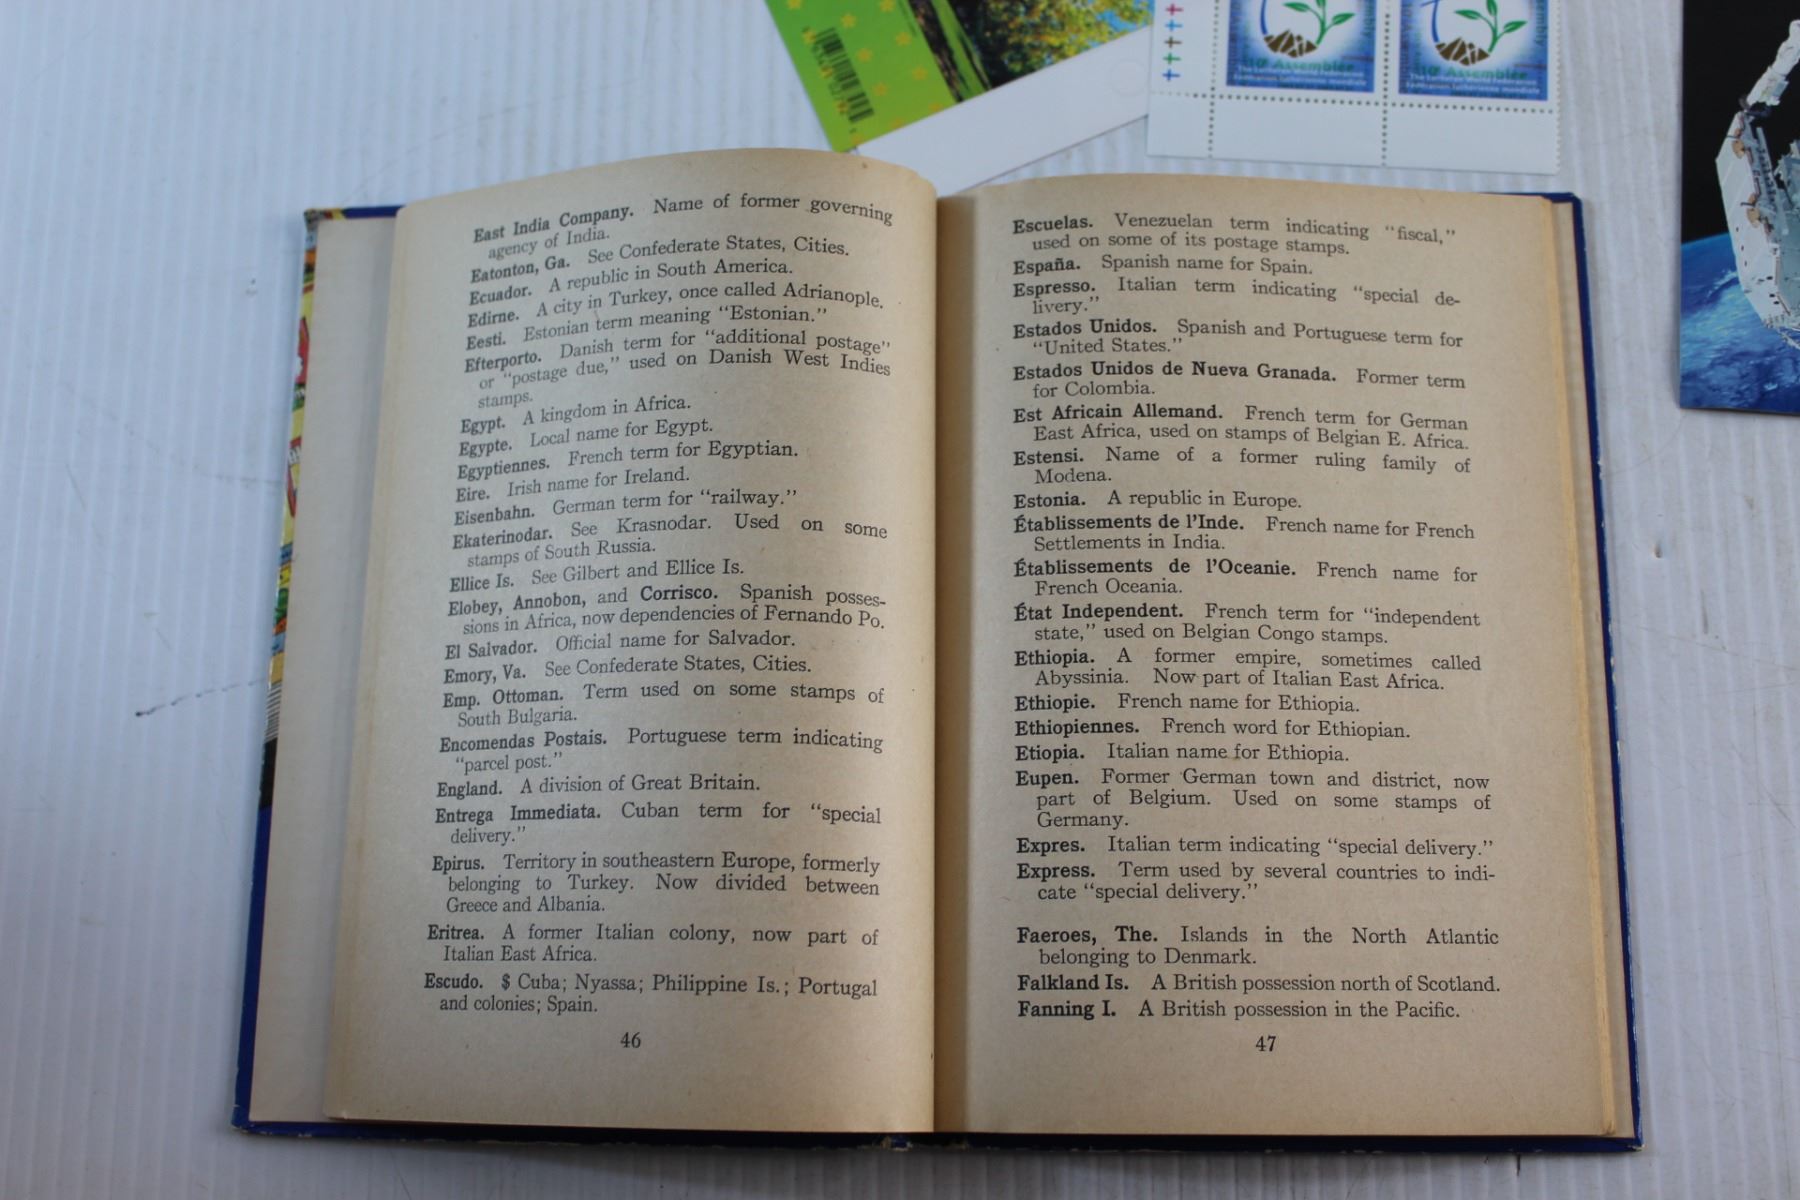 10e Assemblée
The Lutheran World Federation
Fédération luthérienne mondiale
10e Assemblée
The Lutheran World Federation
Fédération luthérienne mondiale
East India Company. Name of former governing
agency of India.
Eatonton, Ga. See Confederate States, Cities.
Ecuador. A republic in South America.
Edirne. A city in Turkey, once called Adrianople.
Eesti. Estonian term meaning “Estonian.”
Efterporto. Danish term for “additional postage”
or “postage due,” used on Danish West Indies
stamps.
Egypt. A kingdom in Africa.
Egypte. Local name for Egypt.
Egyptiennes. French term for Egyptian.
Eire. Irish name for Ireland.
Eisenbahn. German term for “railway.”
Ekaterinodar. See Krasnodar. Used on some
stamps of South Russia.
Ellice Is. See Gilbert and Ellice Is.
Elobey, Annobon, and Corrisco. Spanish posses-
sions in Africa, now dependencies of Fernando Po.
El Salvador. Official name for Salvador.
Emory, Va. See Confederate States, Cities.
Emp. Ottoman. Term used on some stamps of
South Bulgaria.
Encomendas Postais. Portuguese term indicating
“parcel post.”
England. A division of Great Britain.
Entrega Immediata. Cuban term for “special
delivery.”
Epirus. Territory in southeastern Europe, formerly
belonging to Turkey. Now divided between
Greece and Albania.
Eritrea. A former Italian colony, now part of
Italian East Africa.
Escudo. $ Cuba; Nyassa; Philippine Is.; Portugal
and colonies; Spain.
46
Escuelas. Venezuelan term indicating “fiscal,”
used on some of its postage stamps.
España. Spanish name for Spain.
Espresso. Italian term indicating “special de-
livery.”
Estados Unidos. Spanish and Portuguese term for
“United States.”
Estados Unidos de Nueva Granada. Former term
for Colombia.
Est Africain Allemand. French term for German
East Africa, used on stamps of Belgian E. Africa.
Estensi. Name of a former ruling family of
Modena.
Estonia. A republic in Europe.
Établissements de l’Inde. French name for French
Settlements in India.
Établissements de l’Oceanie. French name for
French Oceania.
État Independent. French term for “independent
state,” used on Belgian Congo stamps.
Ethiopia. A former empire, sometimes called
Abyssinia. Now part of Italian East Africa.
Ethiopie. French name for Ethiopia.
Ethiopiennes. French word for Ethiopian.
Etiopia. Italian name for Ethiopia.
Eupen. Former German town and district, now
part of Belgium. Used on some stamps of
Germany.
Expres. Italian term indicating “special delivery.”
Express. Term used by several countries to indi-
cate “special delivery.”
Faeroes, The. Islands in the North Atlantic
belonging to Denmark.
Falkland Is. A British possession north of Scotland.
Fanning I. A British possession in the Pacific.
47